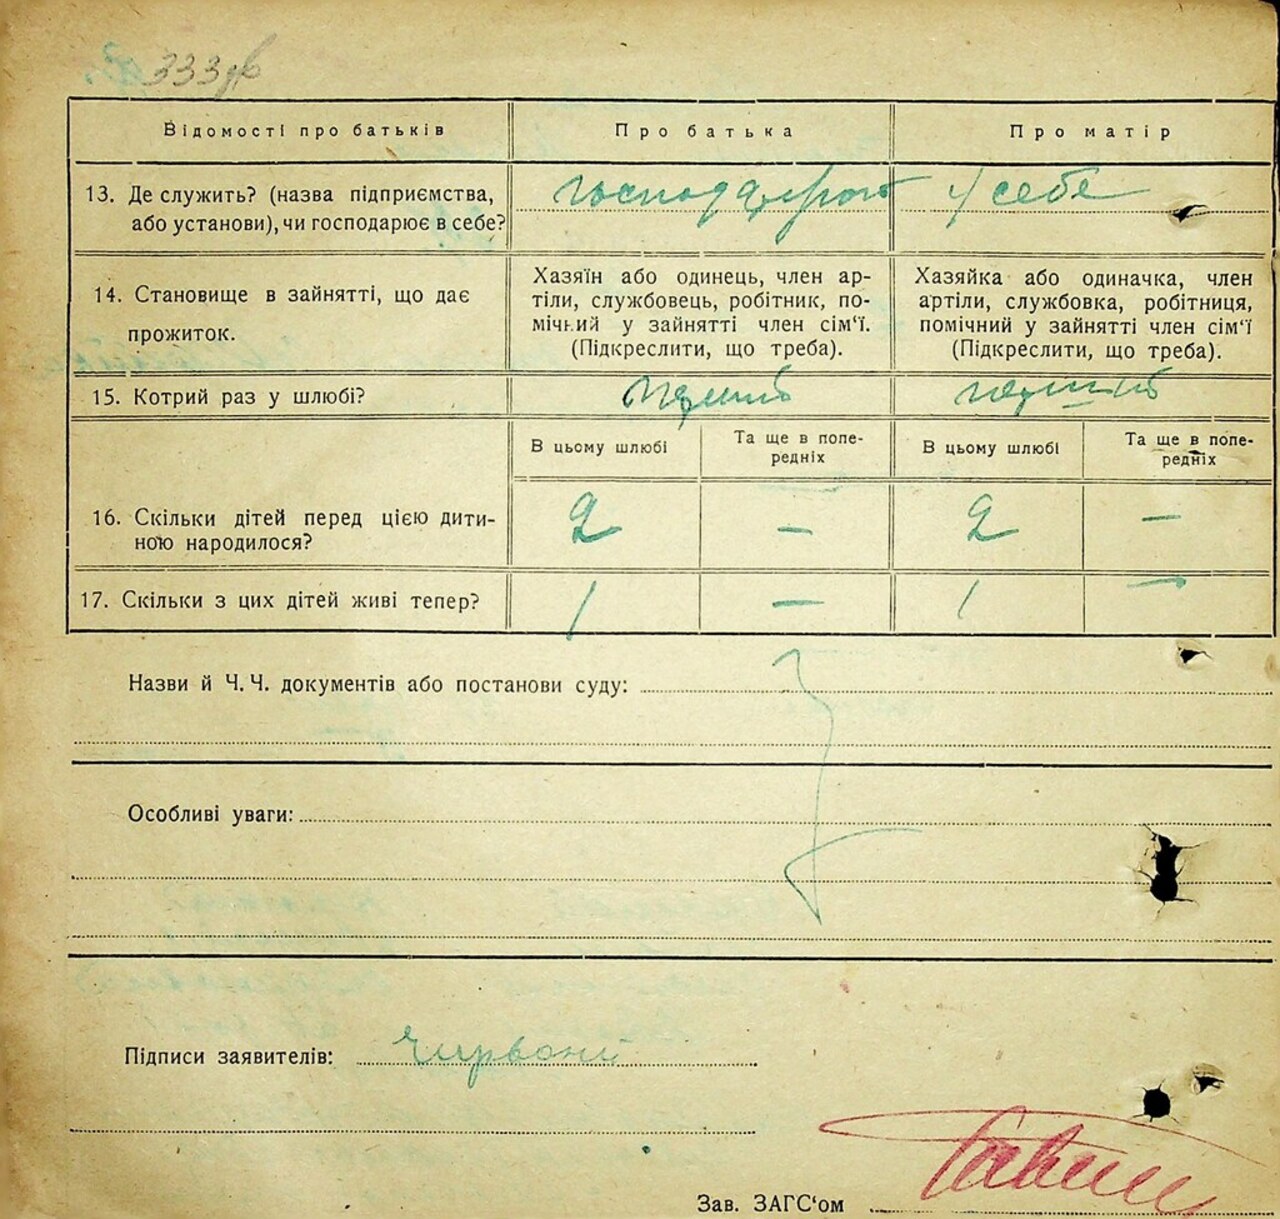 333
Відомості про батьків Про батька Про матір
13. Де служить? (назва підприємства,
або установи), чи господарює в себе?
господарює у себе
14. Становище в зайнятті, що дає
прожиток.
Хазяїн або одинець, член ар-
тіли, службовець, робітник, по-
мічний у зайнятті член сім‘ї.
(Підкреслити, що треба).
Хазяйка або одиначка, член
артіли, службовка, робітниця,
помічний у зайнятті член сім‘ї
(Підкреслити, що треба).
15. Котрий раз у шлюбі?
В цьому шлюбі
Та ще в попе-
редніх
В цьому шлюбі
Та ще в попе-
редніх
16. Скільки дітей перед цією дити-
ною народилося?
2 — 2 —
17. Скільки з цих дітей живі тепер? 1 — 1 —
Назви й Ч. Ч. документів або постанови суду:
Особливі уваги:
Підписи заявителів: Червоний
Зав. ЗАГС‘ом